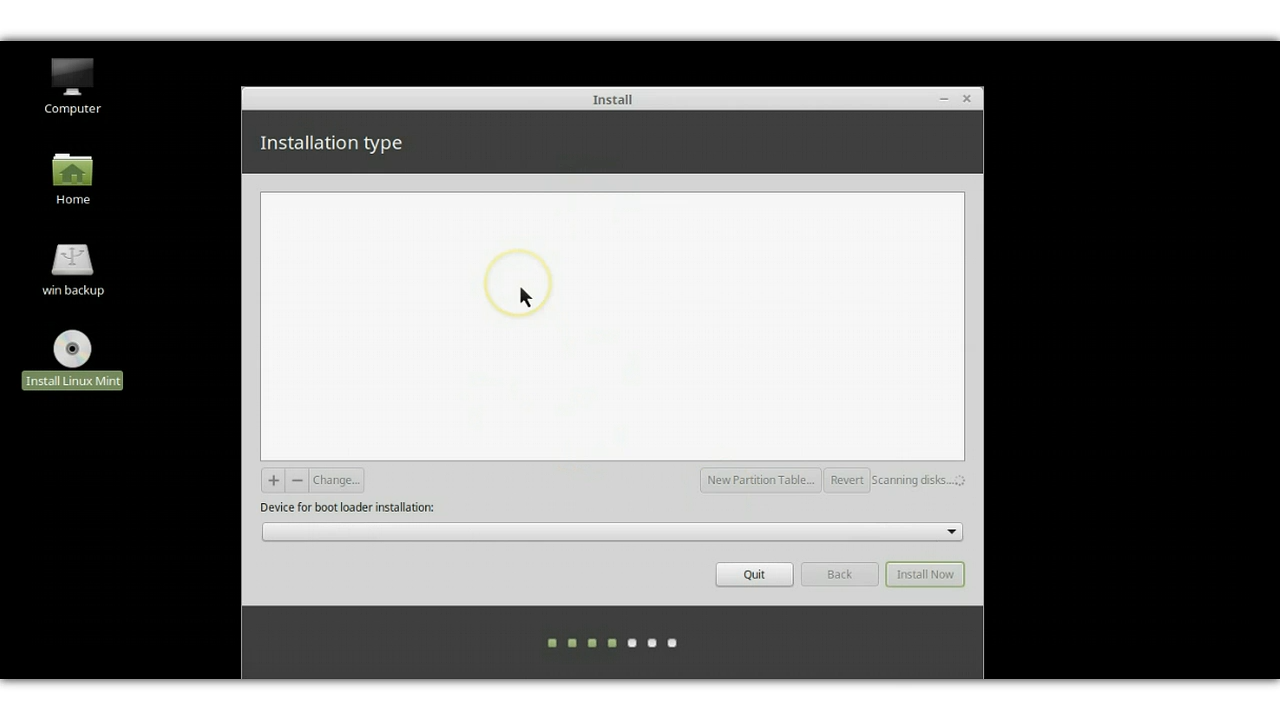 Computer
Home
win backup
Install Linux Mint
Install
Installation type
+ − Change... New Partition Table... Revert Scanning disks...
Device for boot loader installation:
Quit Back Install Now